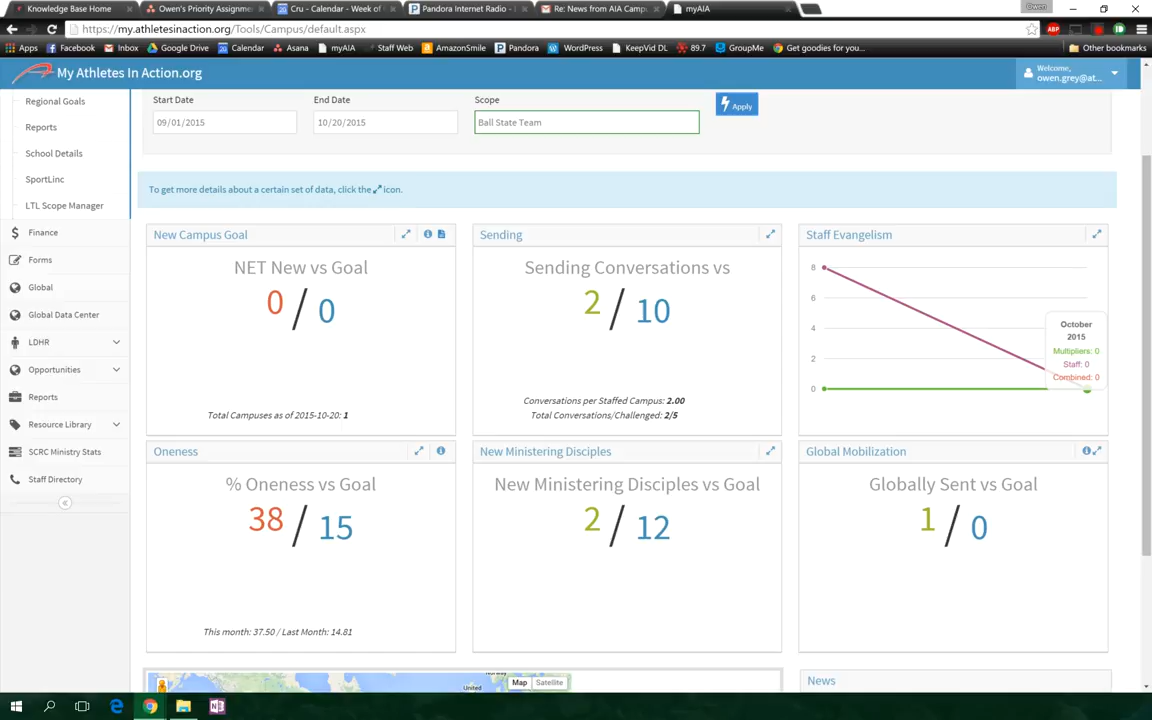 Knowledge Base Home
Owen's Priority Assignm
Cru - Calendar - Week of
Pandora Internet Radio -
Re: News from AIA Camp
myAIA
Owen
https://my.athletesinaction.org/Tools/Campus/default.aspx
Apps
Facebook
Inbox
Google Drive
Calendar
Asana
myAIA
Staff Web
AmazonSmile
Pandora
WordPress
KeepVid DL
89.7
GroupMe
Get goodies for you...
Other bookmarks
My Athletes In Action.org
Welcome,
owen.grey@at...
Regional Goals
Reports
School Details
SportLinc
LTL Scope Manager
Finance
Forms
Global
Global Data Center
LDHR
Opportunities
Reports
Resource Library
SCRC Ministry Stats
Staff Directory
Start Date
End Date
Scope
09/01/2015
10/20/2015
Ball State Team
Apply
To get more details about a certain set of data, click the icon.
New Campus Goal
NET New vs Goal
0 / 0
Total Campuses as of 2015-10-20: 1
Sending
Sending Conversations vs
2 / 10
Conversations per Staffed Campus: 2.00
Total Conversations/Challenged: 2/5
Staff Evangelism
8
6
4
2
0
October
2015
Multipliers: 0
Staff: 0
Combined: 0
Oneness
% Oneness vs Goal
38 / 15
This month: 37.50 / Last Month: 14.81
New Ministering Disciples
New Ministering Disciples vs Goal
2 / 12
Global Mobilization
Globally Sent vs Goal
1 / 0
United
Map
Satellite
News